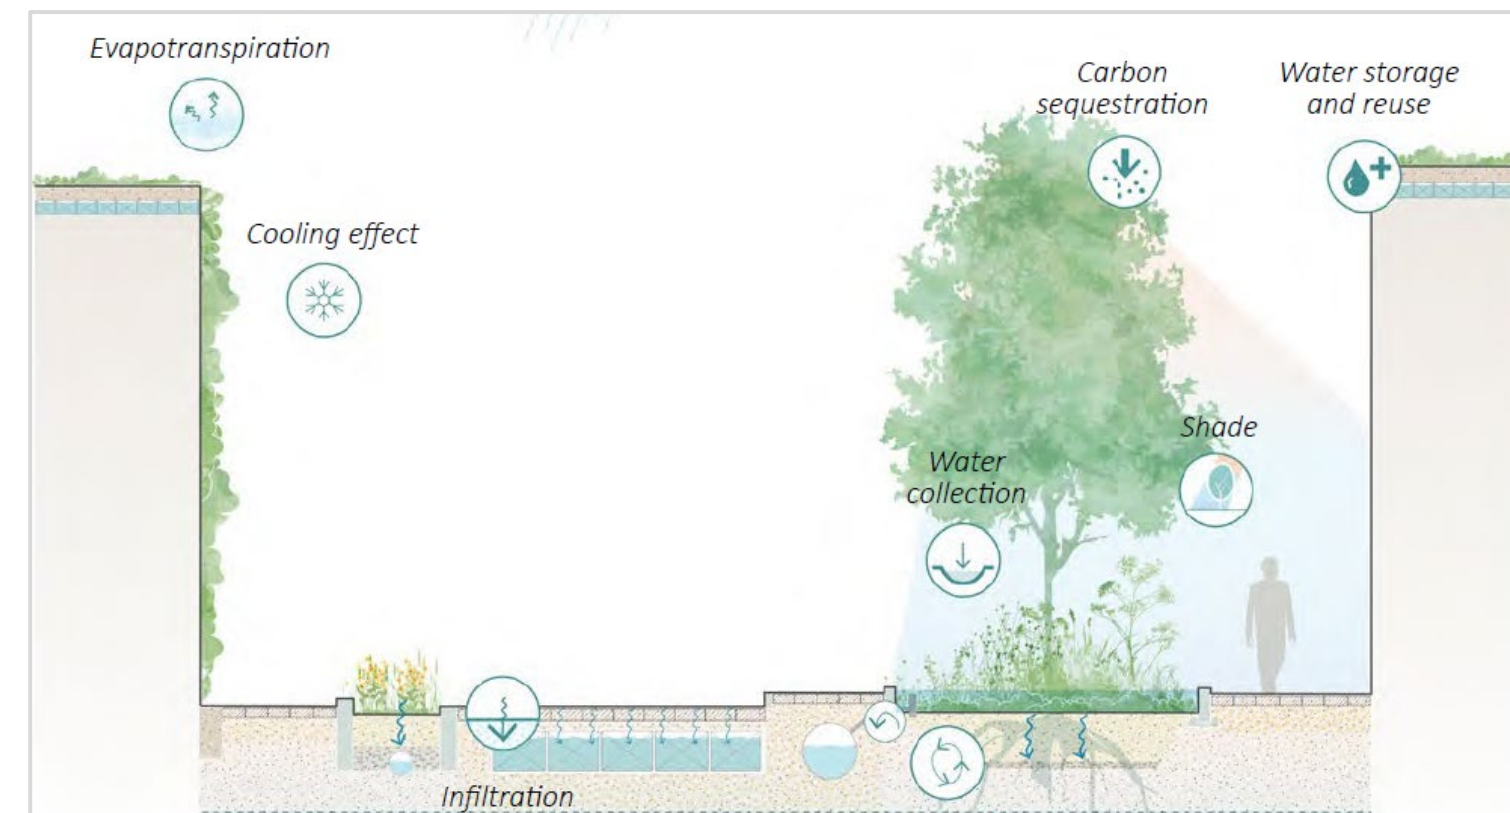 Evapotranspiration
Carbon
sequestration
Water storage
and reuse
Cooling effect
Shade
Water
collection
Infiltration